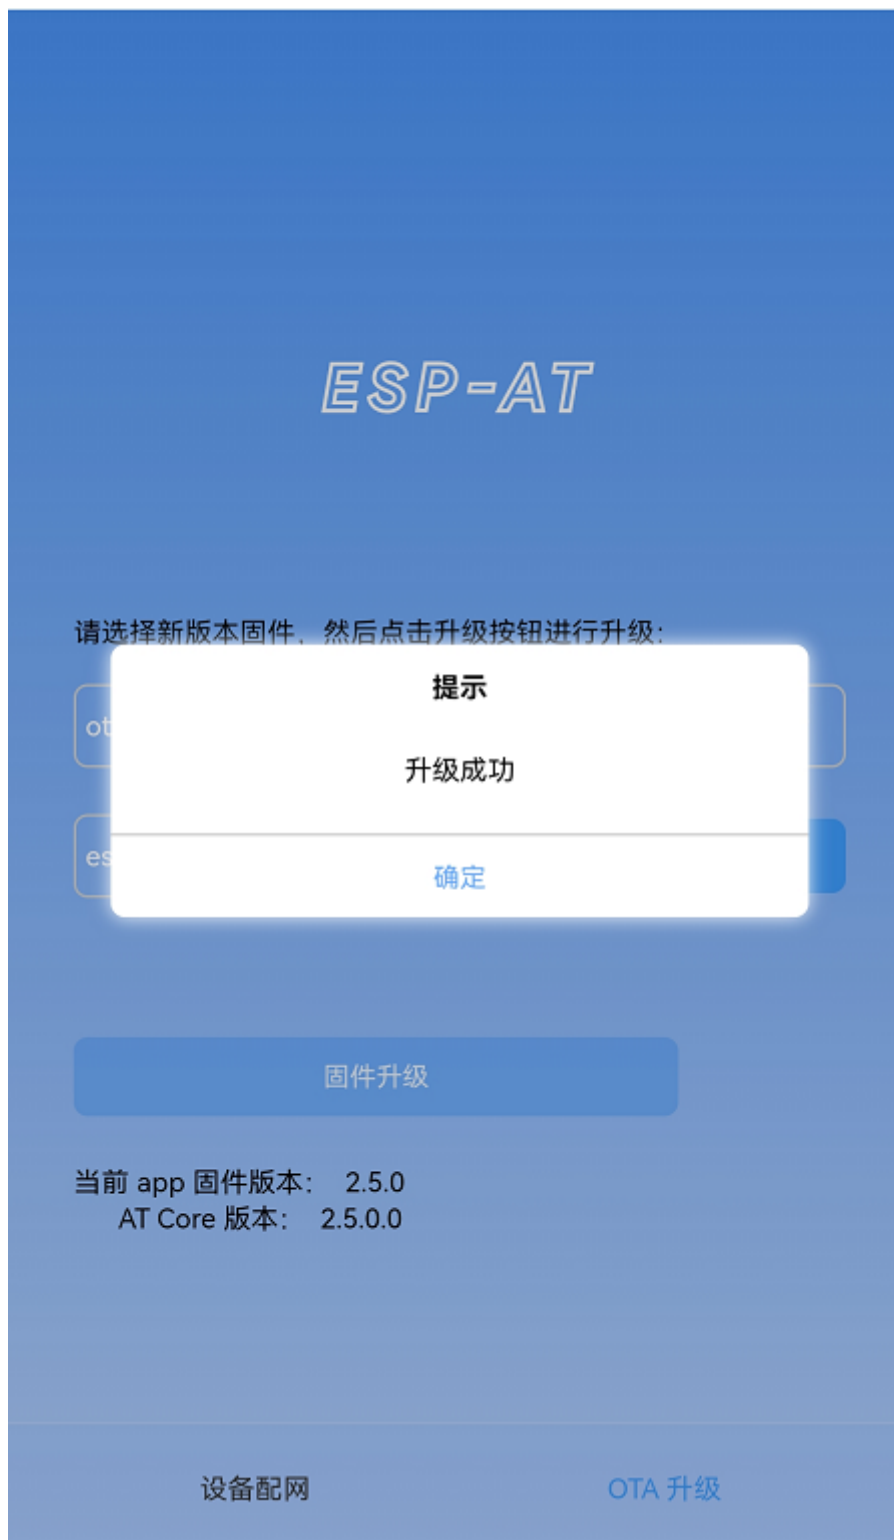 ESP-AT
请选择新版本固件，然后点击升级按钮进行升级：
提示
ot
升级成功
es
确定
固件升级
当前 app 固件版本： 2.5.0
AT Core 版本： 2.5.0.0
设备配网
OTA 升级